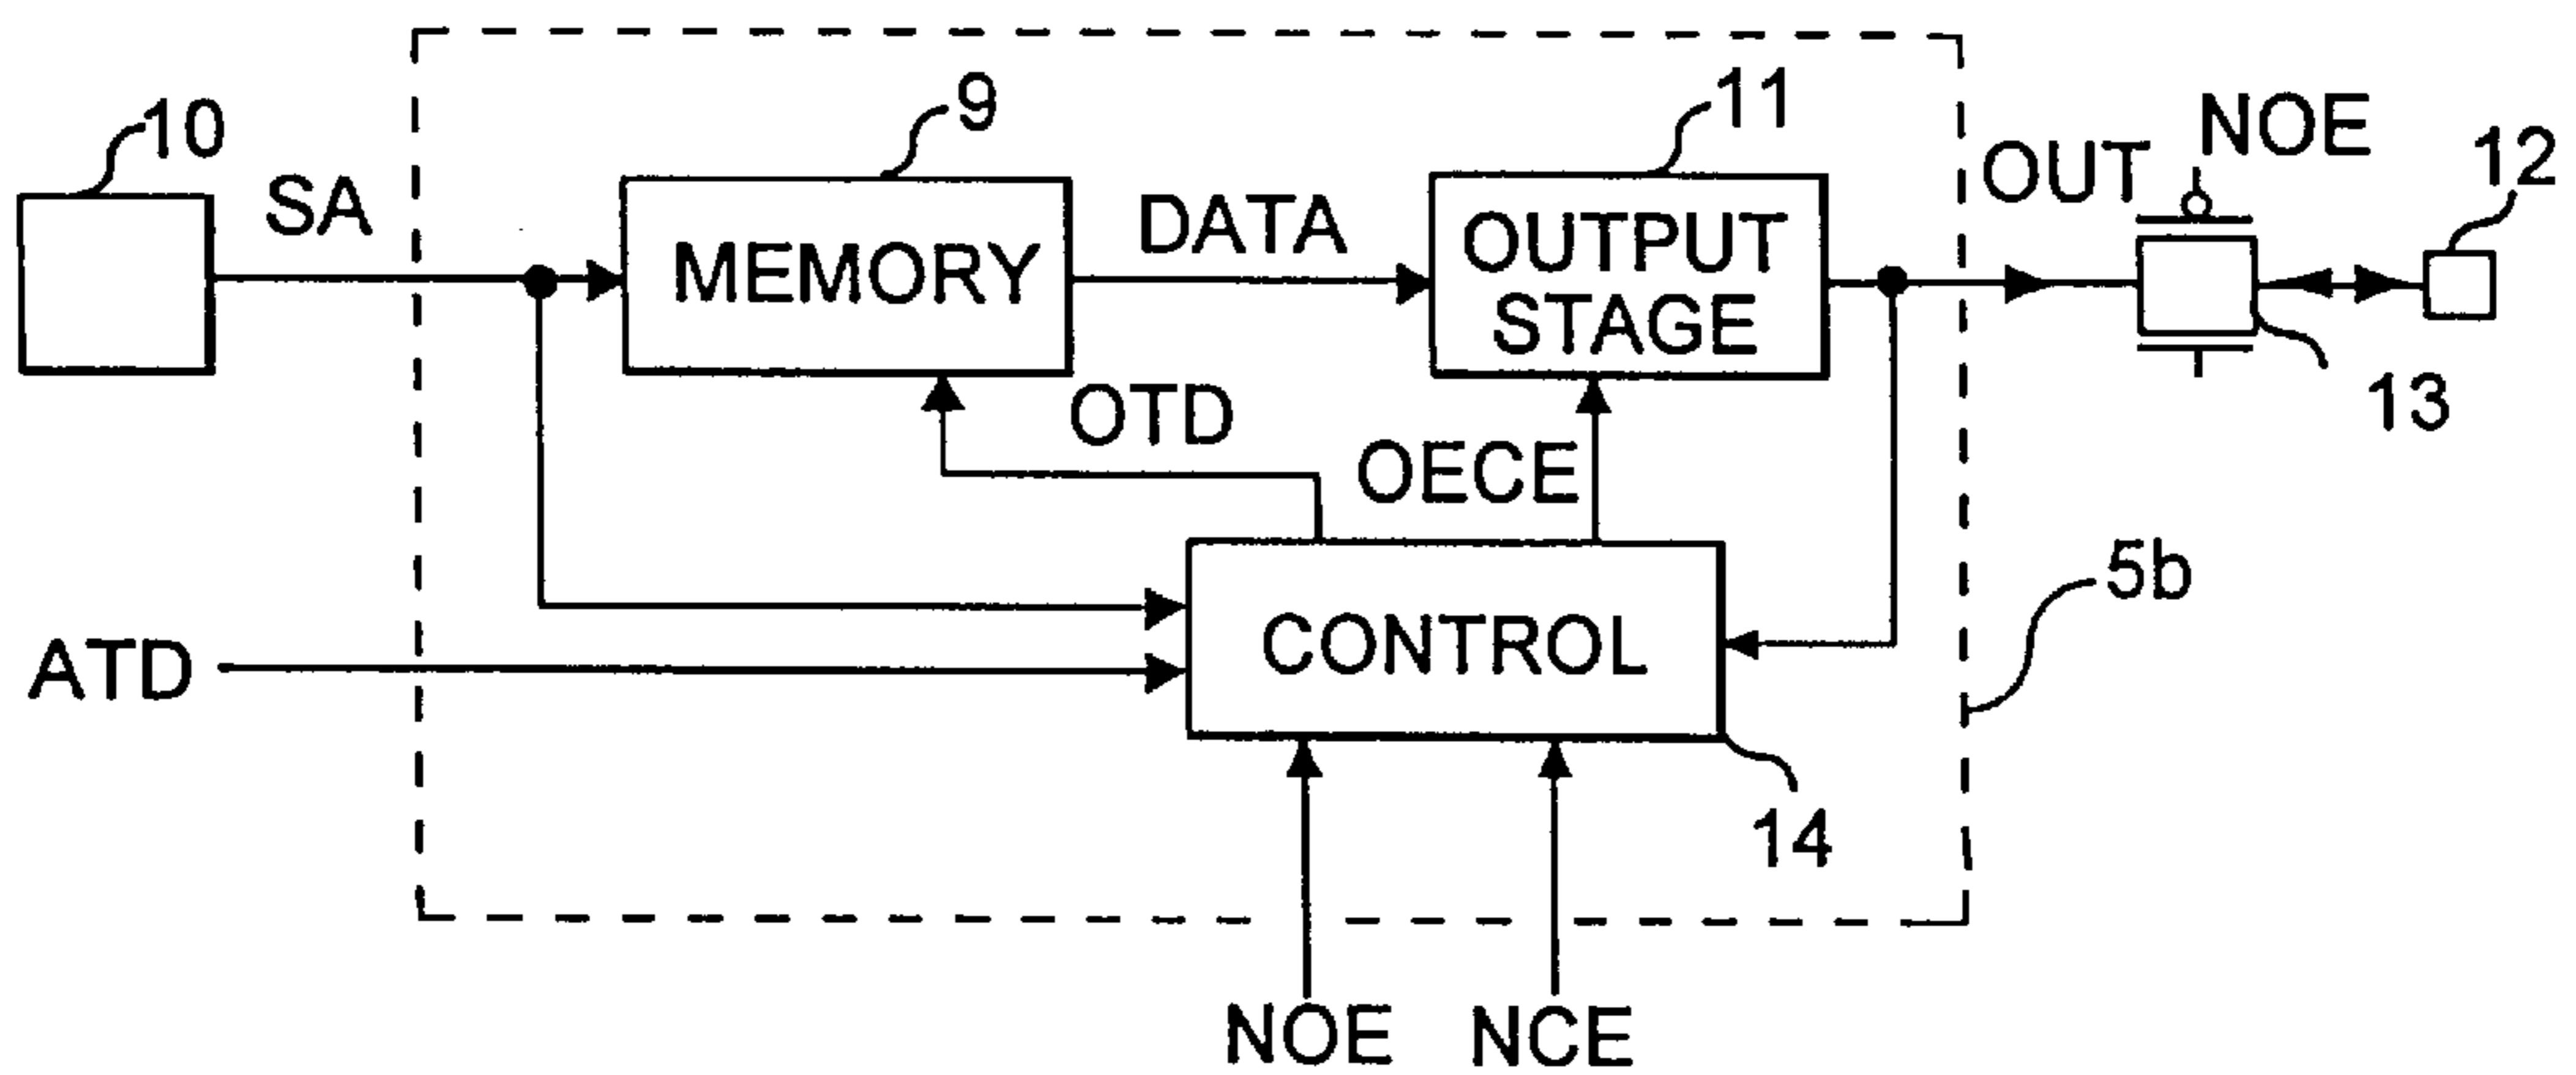 10
SA
9
MEMORY
DATA
11
OUTPUT
STAGE
OUT
NOE
12
13
OTD
OECE
5b
ATD
CONTROL
14
NOE
NCE